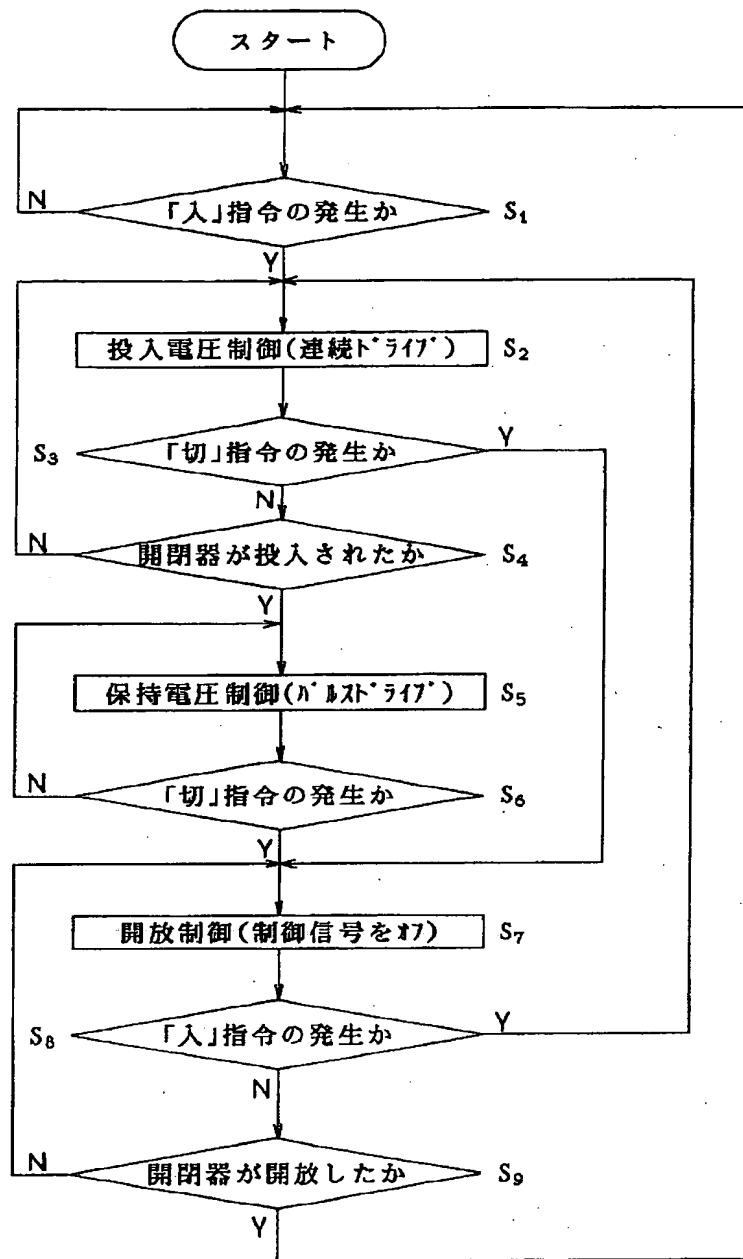 スタート
N
「入」指令の発生か S₁
Y
投入電圧制御(連続ﾄﾞﾗｲﾌﾞ) S₂
S₃ 「切」指令の発生か Y
N
N 開閉器が投入されたか S₄
Y
保持電圧制御(ﾊﾟﾙｽﾄﾞﾗｲﾌﾞ) S₅
N 「切」指令の発生か S₆
Y
開放制御(制御信号をｵﾌ) S₇
S₈ 「入」指令の発生か Y
N
N 開閉器が開放したか S₉
Y